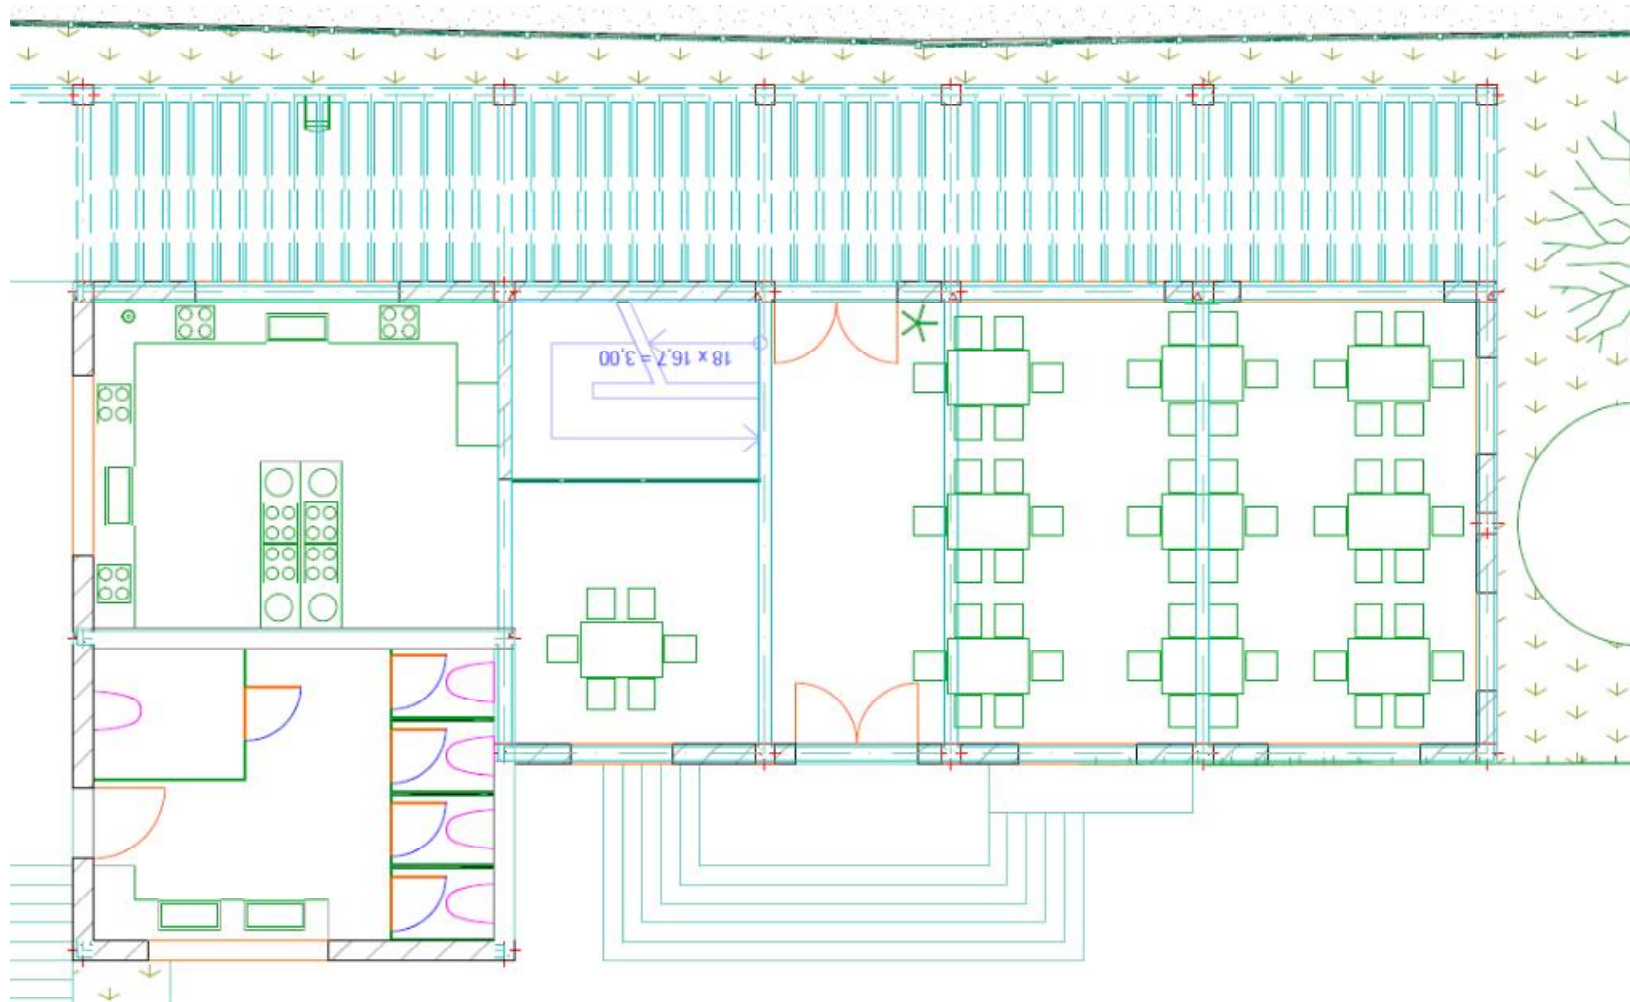 18 x 16,7 = 3,00